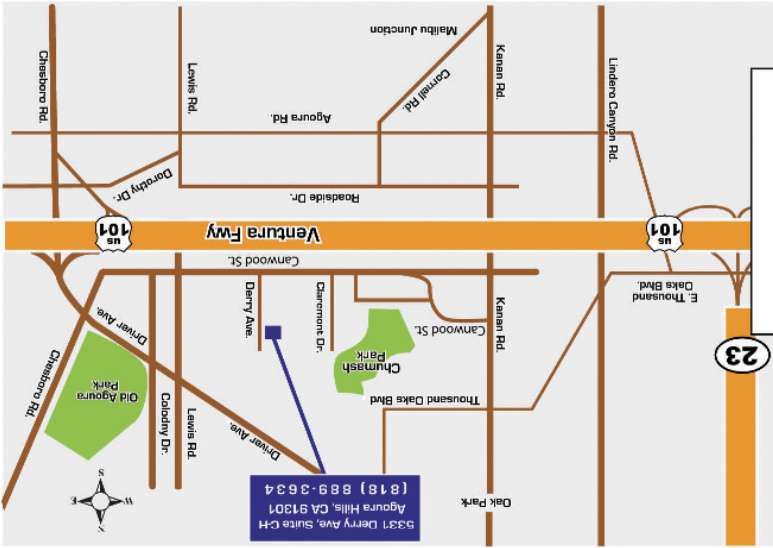 Oak Park
5331 Derry Ave, Suite C-H
Agoura Hills, CA 91301
(818) 889-3634
N
W
E
S
Driver Ave.
Lewis Rd.
Colodny Dr.
Thousand Oaks Blvd
Old Agoura
Park
Chesboro Rd.
Chumash
Park
23
Kanan Rd.
Canwood St.
Claremont Dr.
Derry Ave.
Driver Ave.
E. Thousand
Oaks Blvd.
Canwood St.
US
101
Ventura Fwy
US
101
Roadside Dr.
Dorothy Dr.
Lindero Canyon Rd.
Agoura Rd.
Cornell Rd.
Kanan Rd.
Lewis Rd.
Chesboro Rd.
Malibu Junction